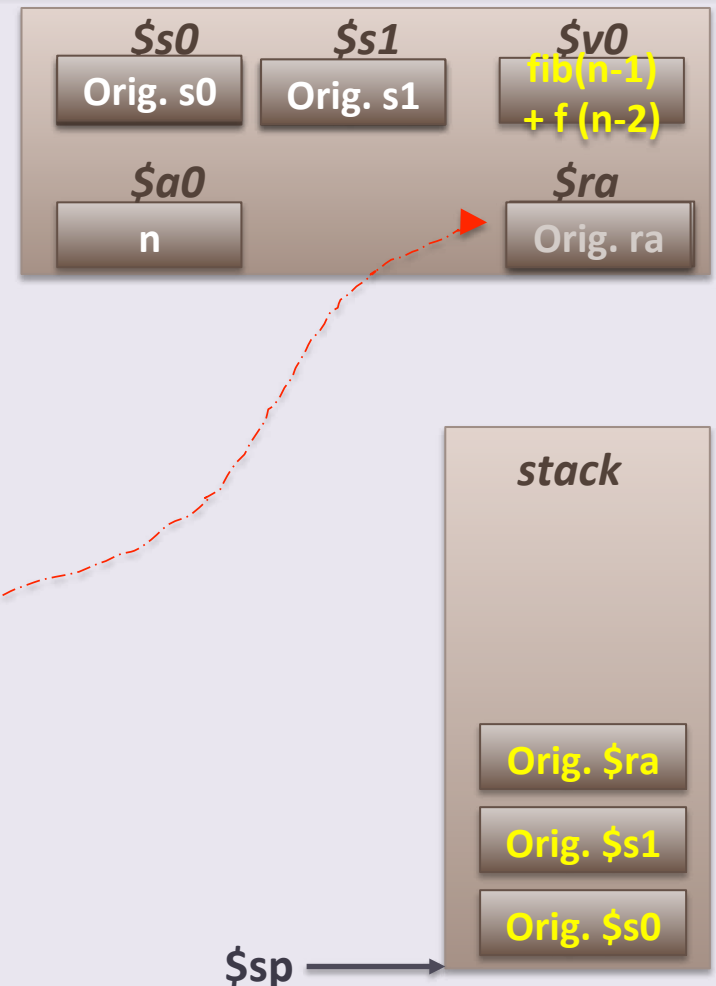 $s0 $s1 $v0
Orig. s0 Orig. s1 fib(n-1)
+ f (n-2)
$a0 $ra
n Orig. ra
stack
Orig. $ra
Orig. $s1
Orig. $s0
$sp